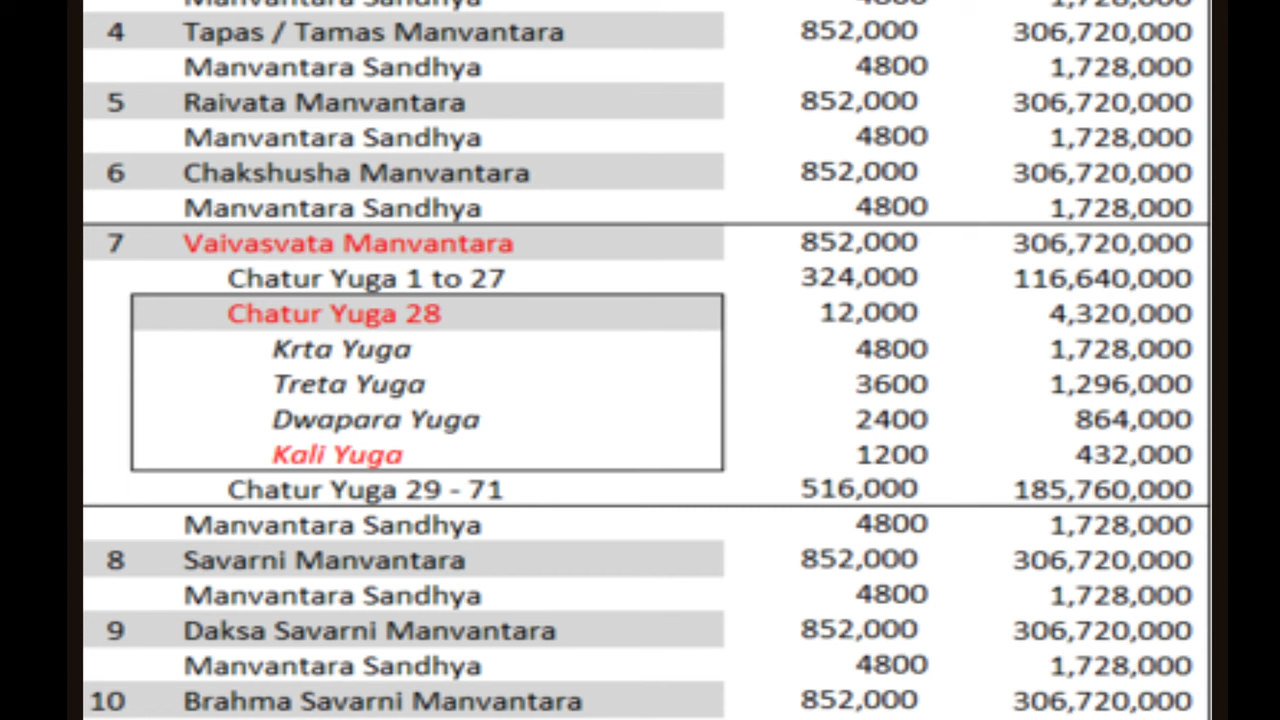 Manvantara Sandhya 4800 1,728,000
4 Tapas / Tamas Manvantara 852,000 306,720,000
Manvantara Sandhya 4800 1,728,000
5 Raivata Manvantara 852,000 306,720,000
Manvantara Sandhya 4800 1,728,000
6 Chakshusha Manvantara 852,000 306,720,000
Manvantara Sandhya 4800 1,728,000
7 Vaivasvata Manvantara 852,000 306,720,000
Chatur Yuga 1 to 27 324,000 116,640,000
Chatur Yuga 28 12,000 4,320,000
Krta Yuga 4800 1,728,000
Treta Yuga 3600 1,296,000
Dwapara Yuga 2400 864,000
Kali Yuga 1200 432,000
Chatur Yuga 29 - 71 516,000 185,760,000
Manvantara Sandhya 4800 1,728,000
8 Savarni Manvantara 852,000 306,720,000
Manvantara Sandhya 4800 1,728,000
9 Daksa Savarni Manvantara 852,000 306,720,000
Manvantara Sandhya 4800 1,728,000
10 Brahma Savarni Manvantara 852,000 306,720,000